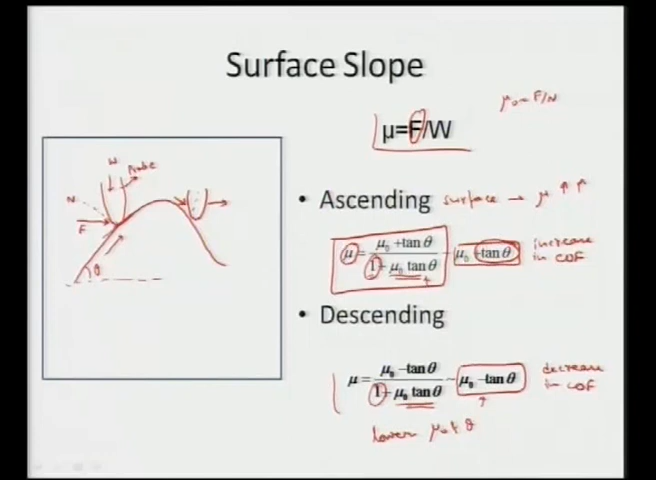 Surface Slope
μ₀ = F/N
μ=F/W
W
Probe
N
F
θ
• Ascending surface → μ ↑ ↑
μ = (μ₀ + tan θ) / (1 - μ₀ tan θ) ~ μ₀ + tan θ increase in COF
• Descending
μ = (μ₀ - tan θ) / (1 + μ₀ tan θ) ~ μ₀ - tan θ decrease in COF
lower μ₀ & θ